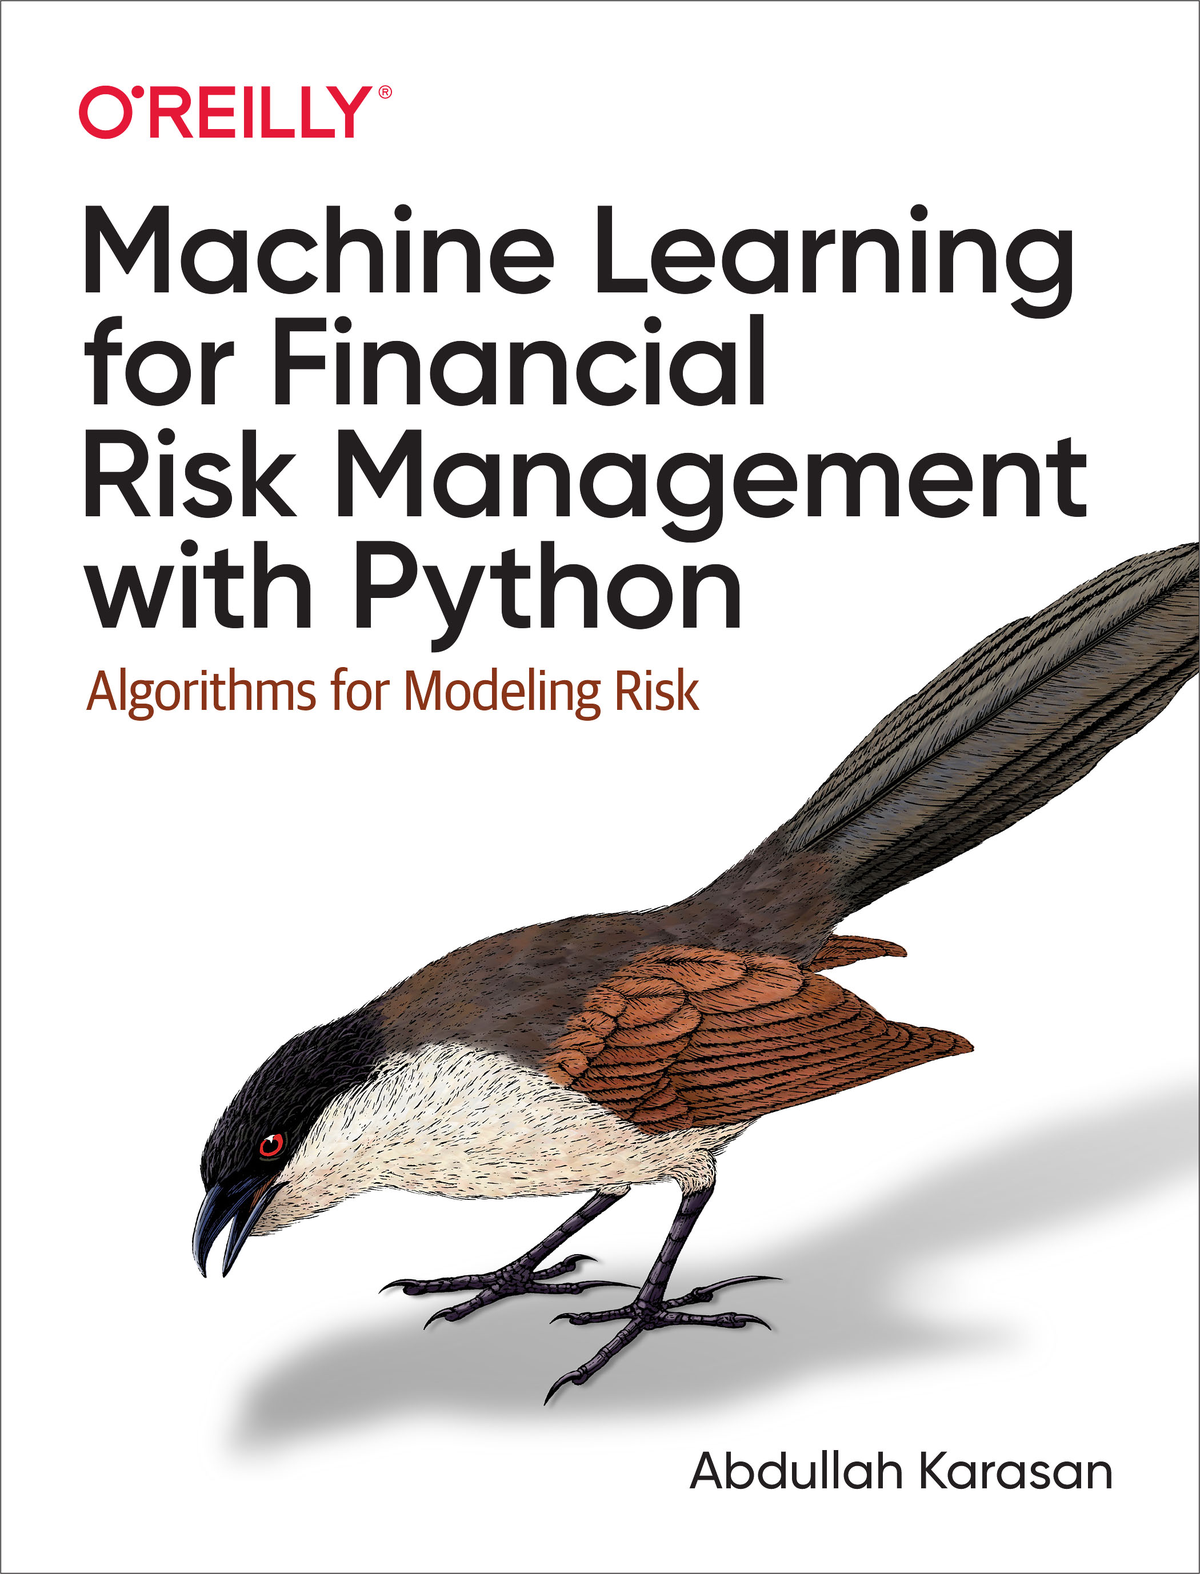 O'REILLY®
Machine Learning
for Financial
Risk Management
with Python
Algorithms for Modeling Risk
Abdullah Karasan